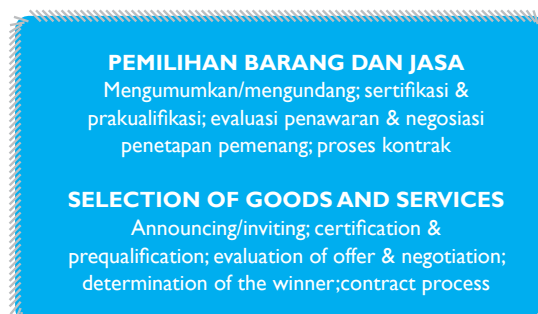 PEMILIHAN BARANG DAN JASA
Mengumumkan/mengundang; sertifikasi &
prakualifikasi; evaluasi penawaran & negosiasi
penetapan pemenang; proses kontrak
SELECTION OF GOODS AND SERVICES
Announcing/inviting; certification &
prequalification; evaluation of offer & negotiation;
determination of the winner;contract process